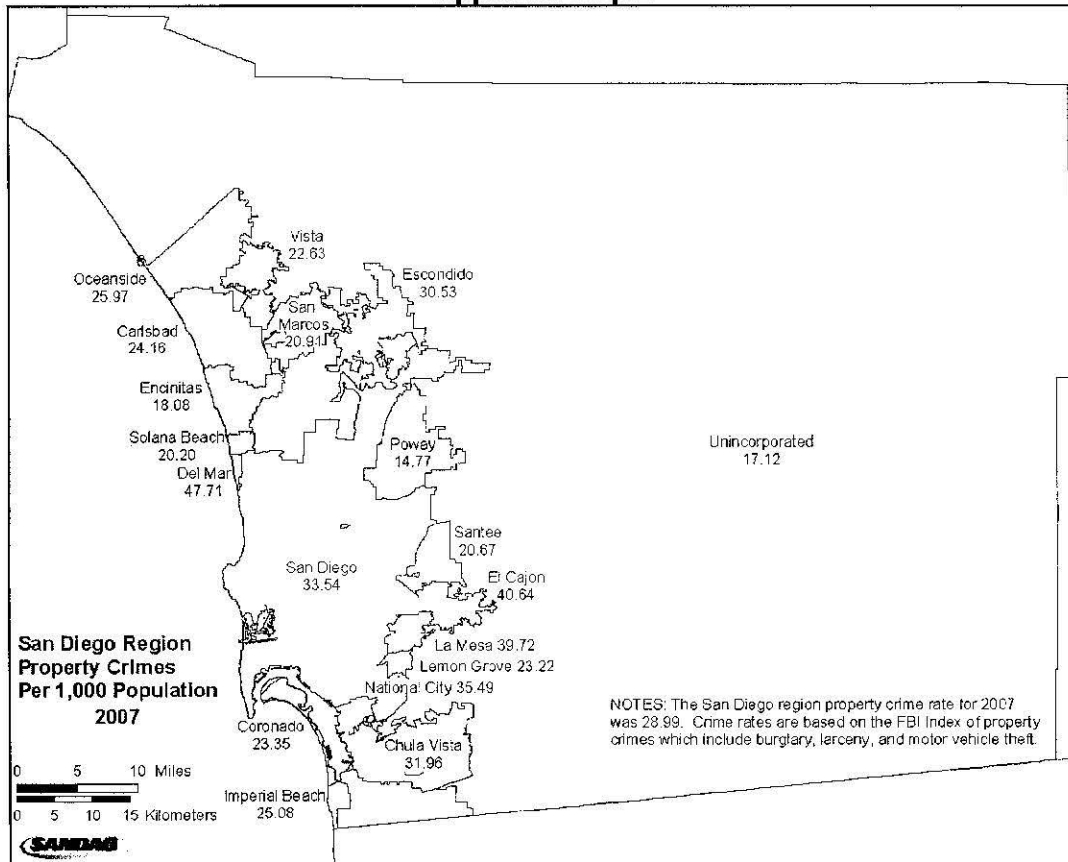 Vista
22.63
Oceanside
25.97
Escondido
30.53
San
Marcos
20.91
Carlsbad
24.16
Encinitas
18.08
Solana Beach
20.20
Del Mar
47.71
Poway
14.77
Unincorporated
17.12
Santee
20.67
San Diego
33.54
El Cajon
40.64
La Mesa 39.72
Lemon Grove 23.22
National City 35.49
San Diego Region
Property Crimes
Per 1,000 Population
2007
Coronado
23.35
Chula Vista
31.96
Imperial Beach
25.08
NOTES: The San Diego region property crime rate for 2007
was 28.99. Crime rates are based on the FBI Index of property
crimes which include burglary, larceny, and motor vehicle theft.
0 5 10 Miles
0 5 10 15 Kilometers
SANDAG